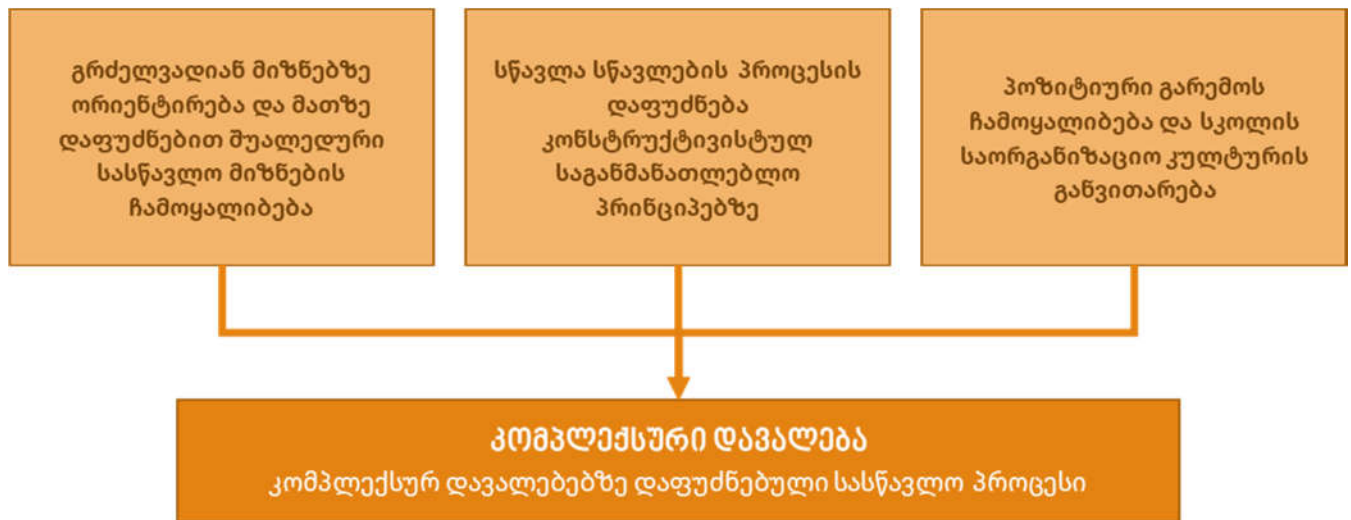 გრძელვადიან მიზნებზე
ორიენტირება და მათზე
დაფუძნებით შუალედური
სასწავლო მიზნების
ჩამოყალიბება
სწავლა სწავლების პროცესის
დაფუძნება
კონსტრუქტივისტულ
საგანმანათლებლო
პრინციპებზე
პოზიტიური გარემოს
ჩამოყალიბება და სკოლის
საორგანიზაციო კულტურის
განვითარება
კომპლექსური დავალება
კომპლექსურ დავალებებზე დაფუძნებული სასწავლო პროცესი